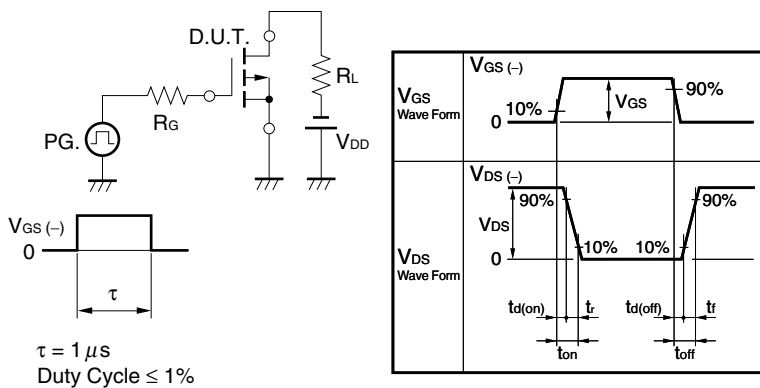 D.U.T.
RL
RG
PG.
VDD
VGS (−)
0
τ
τ = 1 μs
Duty Cycle ≤ 1%
VGS
Wave Form
VGS (−)
10%
0
VGS
90%
VDS
Wave Form
VDS (−)
90%
VDS
0
10%
10%
90%
td(on)
tr
td(off)
tf
ton
toff